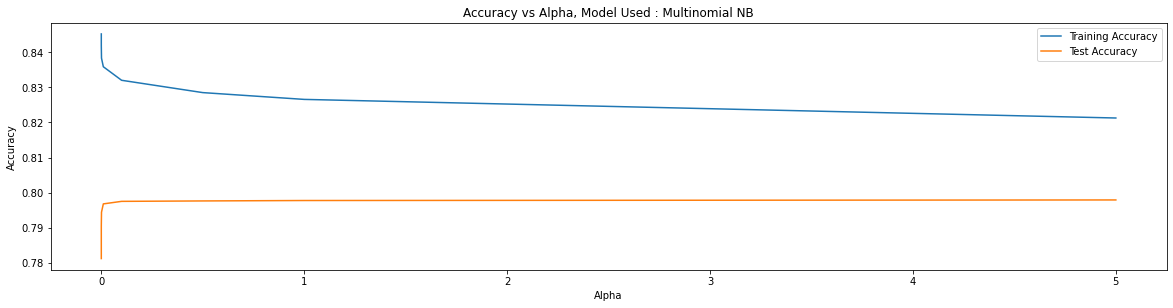 Accuracy vs Alpha, Model Used : Multinomial NB
Training Accuracy
Test Accuracy
Accuracy
0.84
0.83
0.82
0.81
0.80
0.79
0.78
0 1 2 3 4 5
Alpha